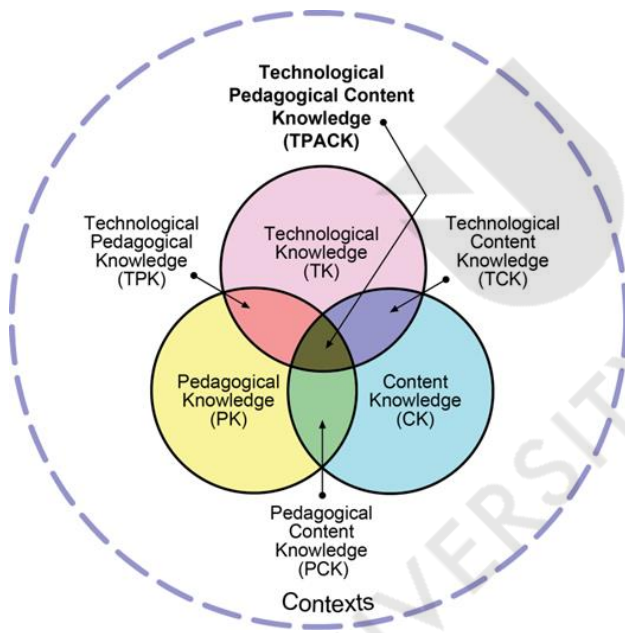 Technological
Pedagogical Content
Knowledge
(TPACK)
Technological
Pedagogical
Knowledge
(TPK)
Technological
Knowledge
(TK)
Technological
Content
Knowledge
(TCK)
Pedagogical
Knowledge
(PK)
Content
Knowledge
(CK)
Pedagogical
Content
Knowledge
(PCK)
Contexts